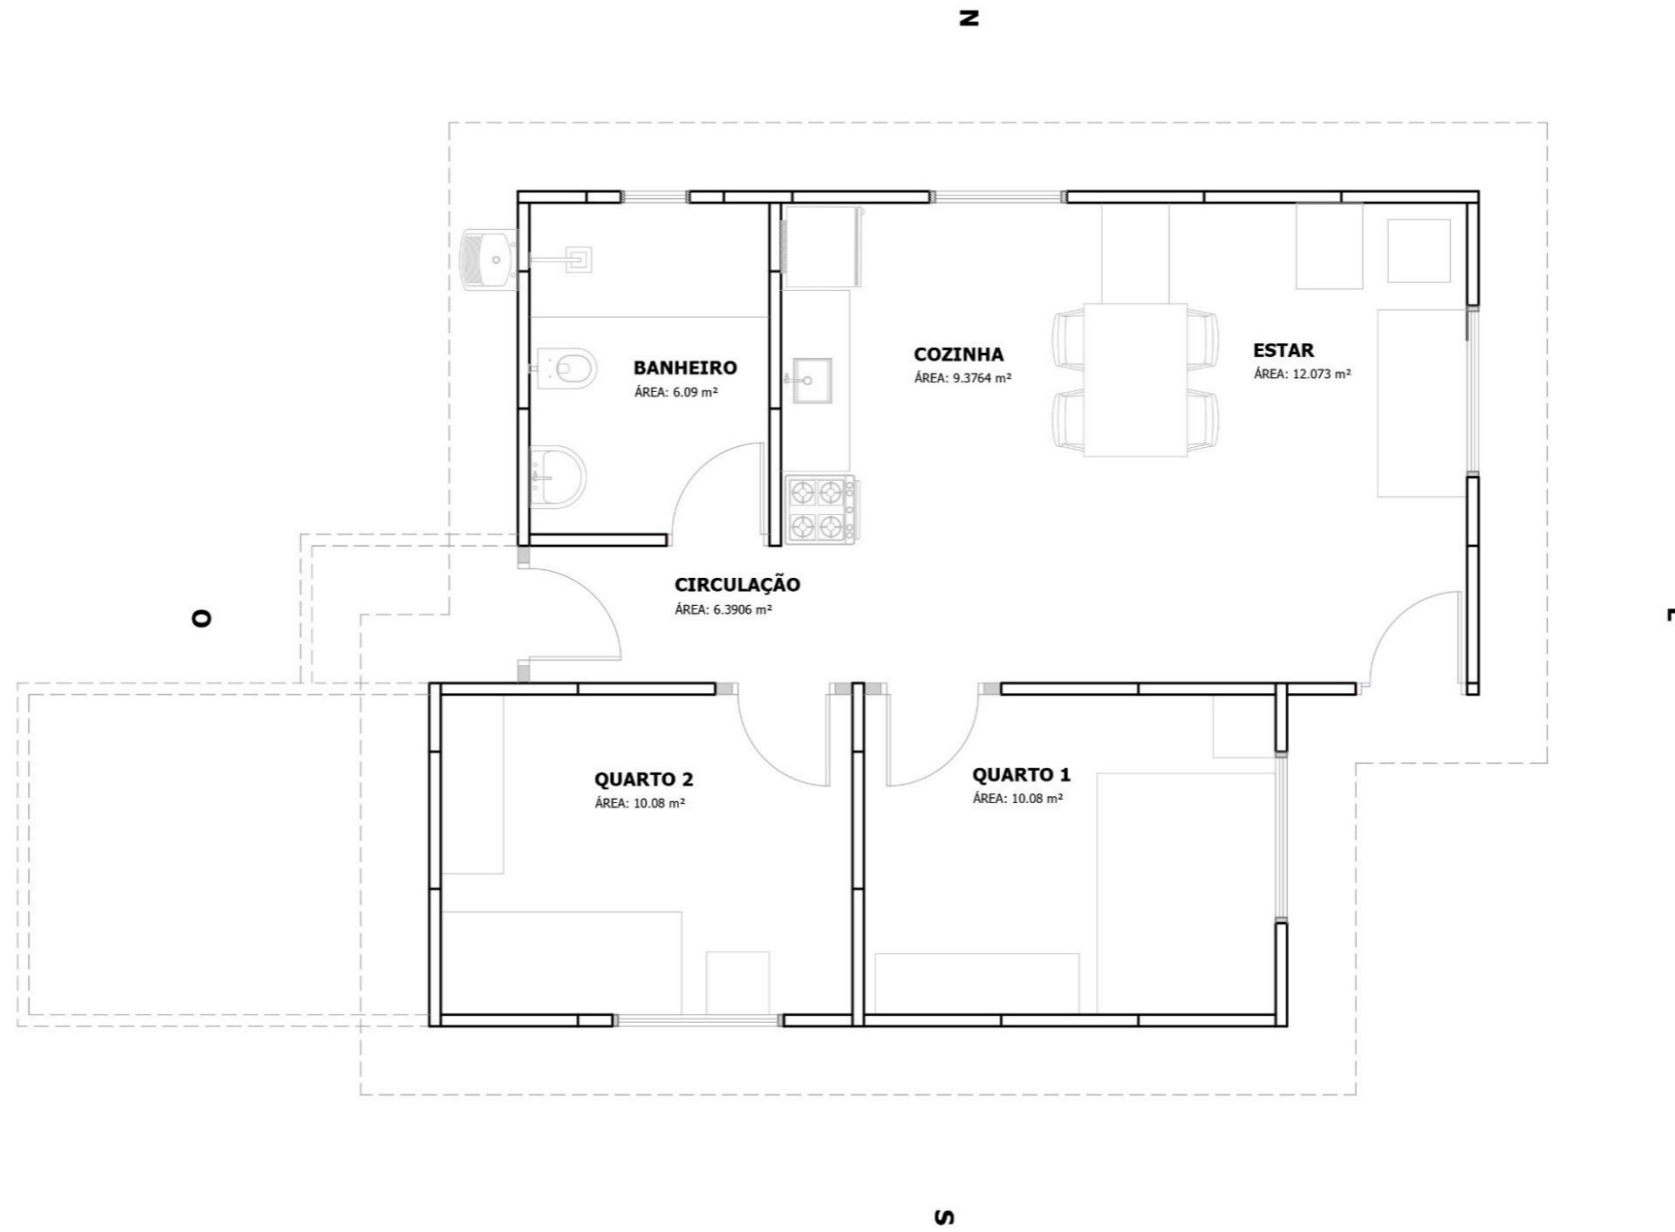 N
BANHEIRO
ÁREA: 6.09 m²
COZINHA
ÁREA: 9.3764 m²
ESTAR
ÁREA: 12.073 m²
CIRCULAÇÃO
ÁREA: 6.3906 m²
O
L
QUARTO 2
ÁREA: 10.08 m²
QUARTO 1
ÁREA: 10.08 m²
S